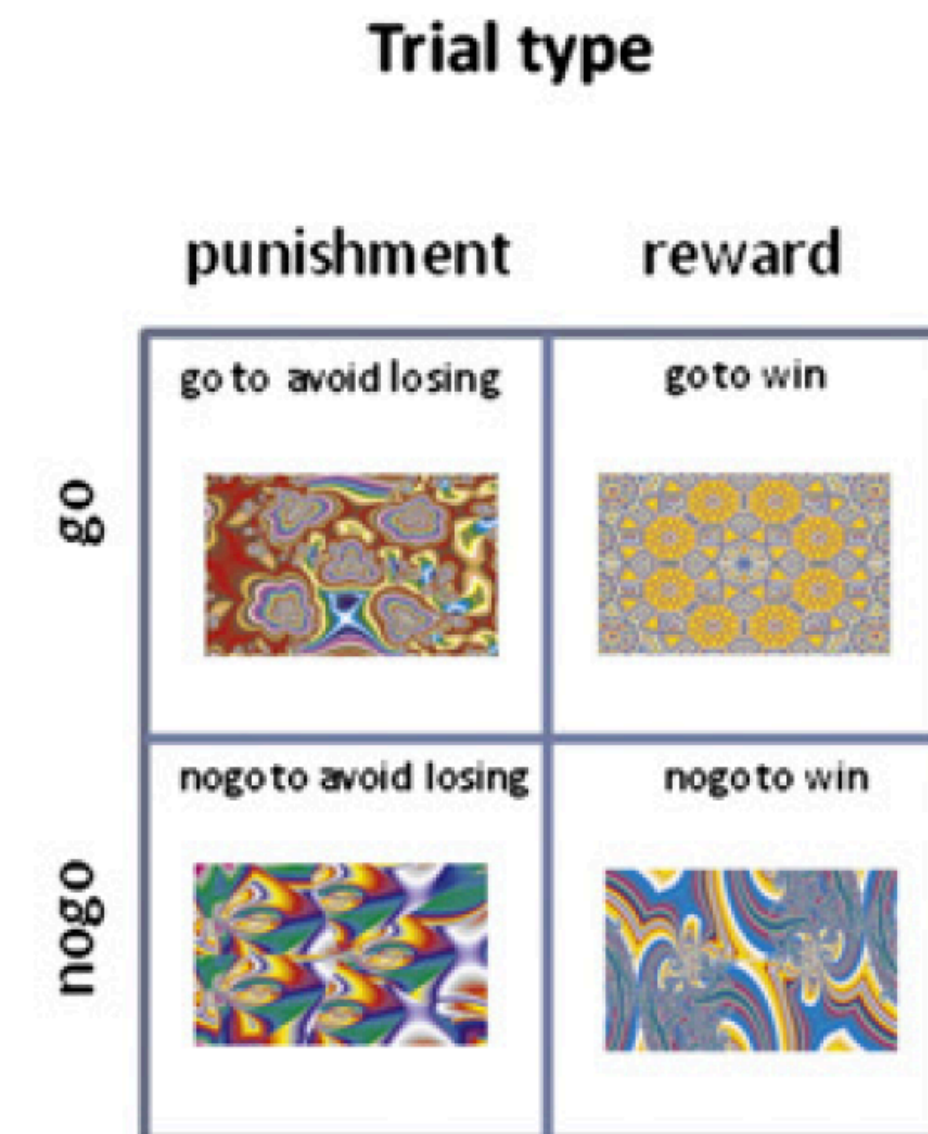 Trial type
punishment reward
go to avoid losing go to win
go
nogo to avoid losing nogo to win
nogo